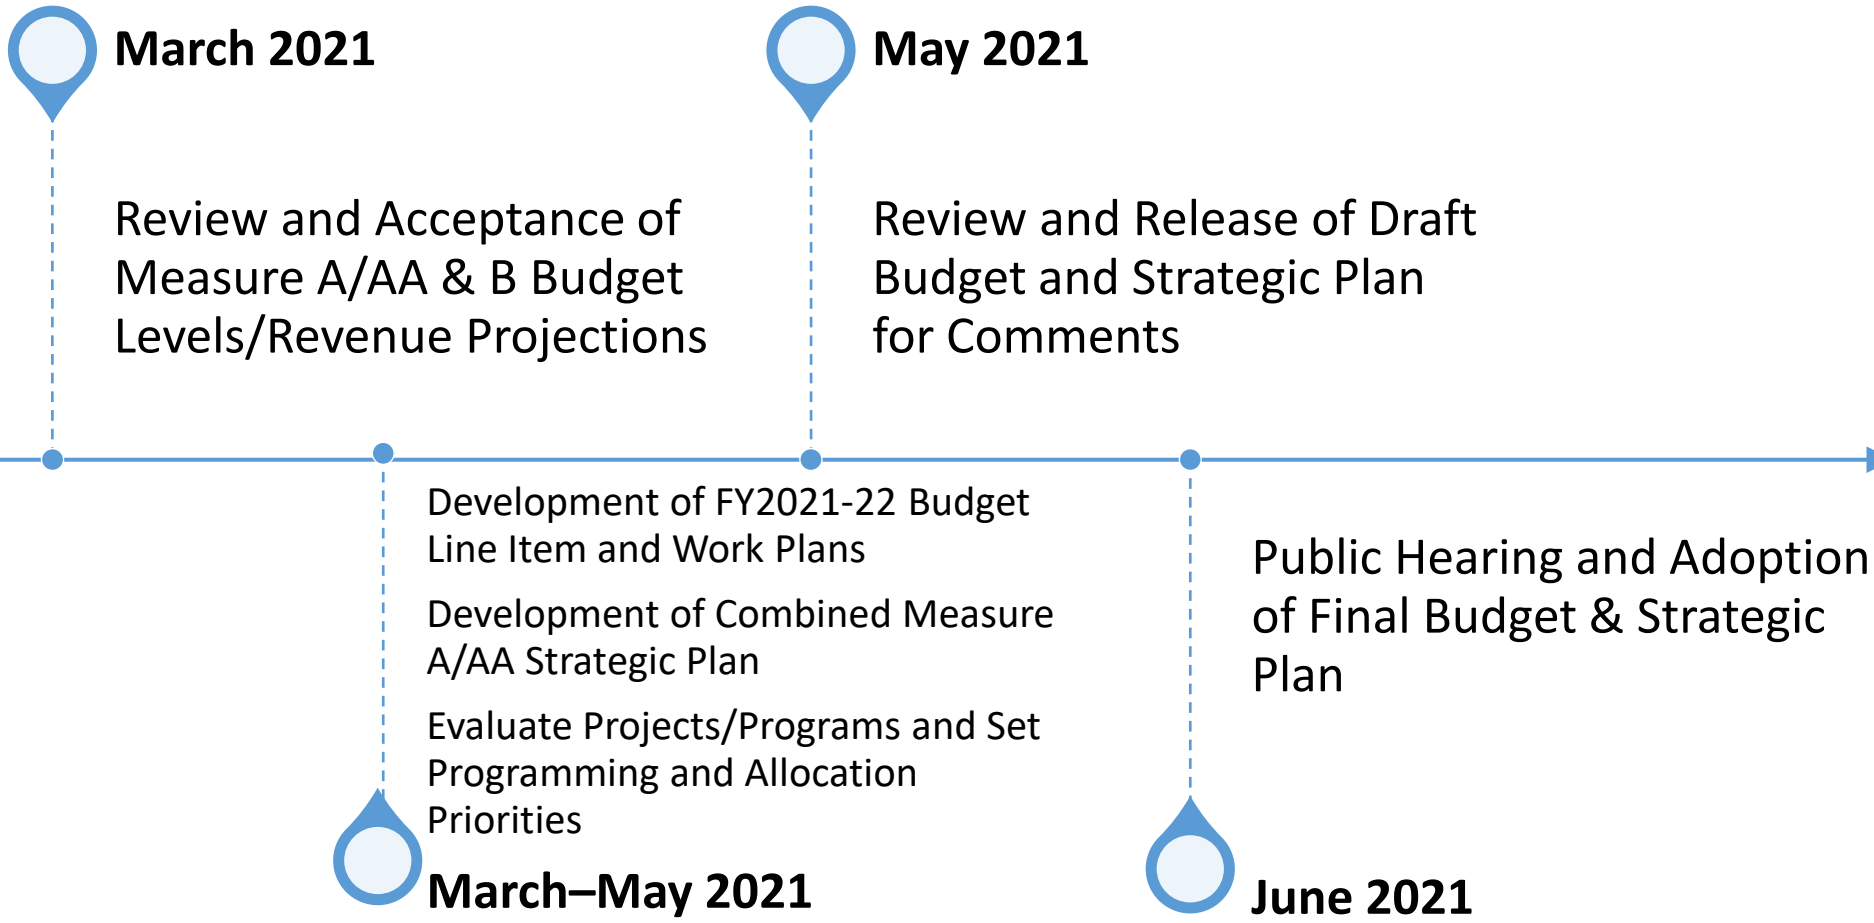 March 2021
Review and Acceptance of
Measure A/AA & B Budget
Levels/Revenue Projections
May 2021
Review and Release of Draft
Budget and Strategic Plan
for Comments
Development of FY2021-22 Budget
Line Item and Work Plans
Development of Combined Measure
A/AA Strategic Plan
Evaluate Projects/Programs and Set
Programming and Allocation
Priorities
March–May 2021
Public Hearing and Adoption
of Final Budget & Strategic
Plan
June 2021